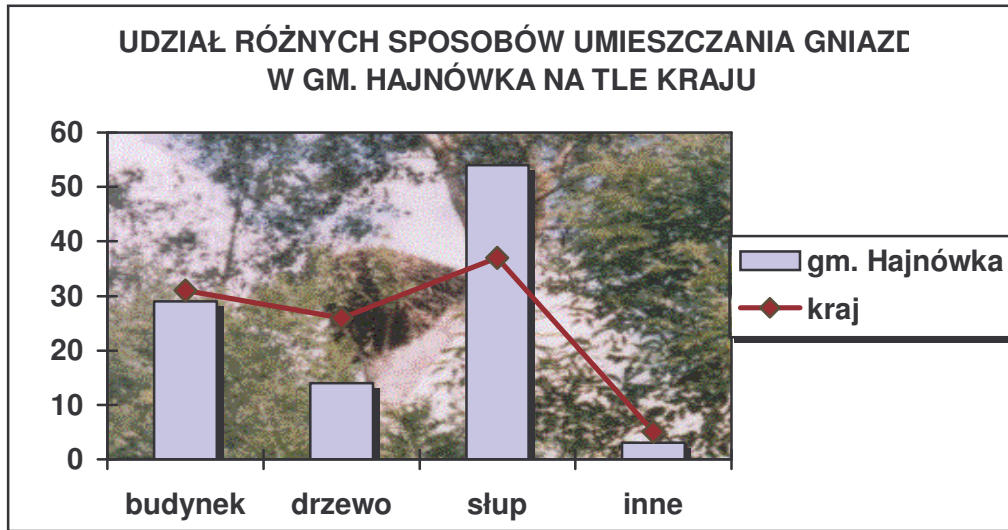 UDZIAŁ RÓŻNYCH SPOSOBÓW UMIESZCZANIA GNIAZD
W GM. HAJNÓWKA NA TLE KRAJU
60
50
40
30
20
10
0
budynek drzewo słup inne
gm. Hajnówka
kraj